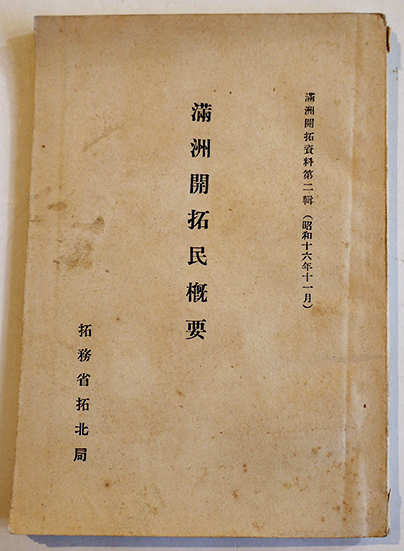 滿洲開拓資料第二輯（昭和十六年十一月）
滿洲開拓民槪要
拓務省拓北局